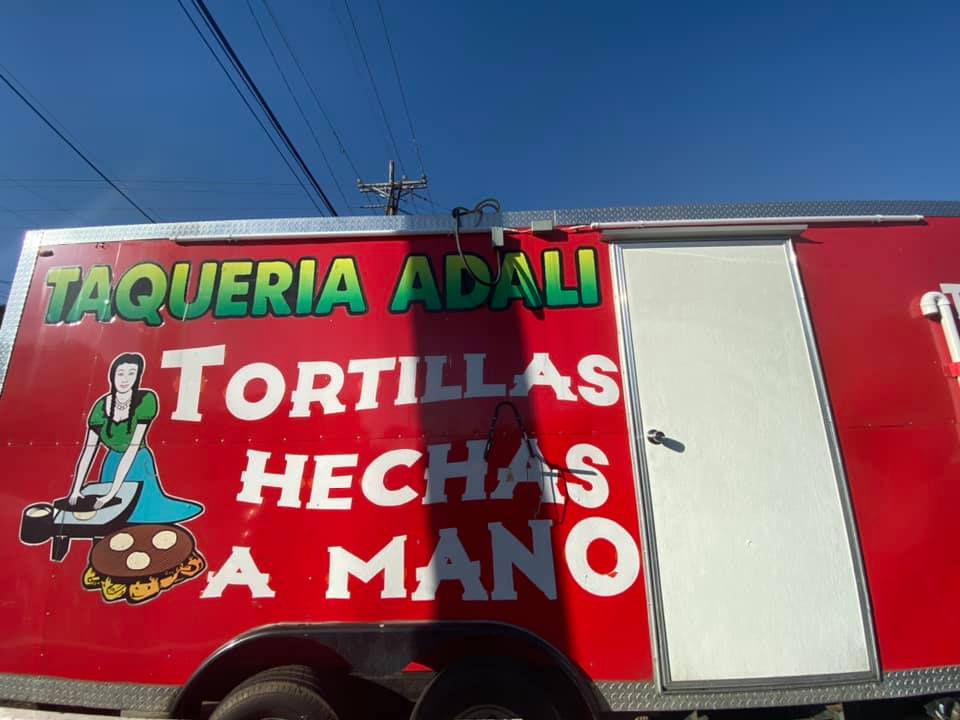 TAQUERIA ADALI
TORTILLAS
HECHAS
A MANO